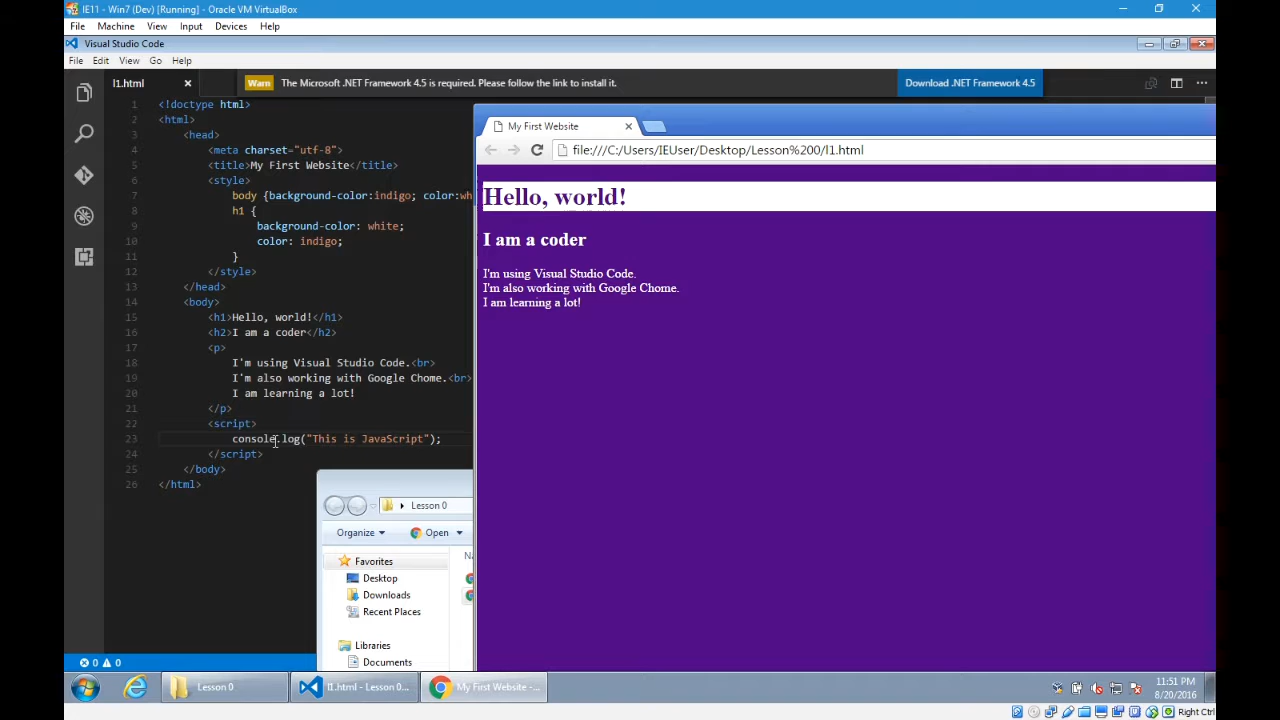 IE11 - Win7 (Dev) [Running] - Oracle VM VirtualBox
File Machine View Input Devices Help
Visual Studio Code
File Edit View Go Help
l1.html
Warn The Microsoft .NET Framework 4.5 is required. Please follow the link to install it. Download .NET Framework 4.5
1 <!doctype html>
2 <html>
3 <head>
4 <meta charset="utf-8">
5 <title>My First Website</title>
6 <style>
7 body {background-color:indigo; color:wh
8 h1 {
9 background-color: white;
10 color: indigo;
11 }
12 </style>
13 </head>
14 <body>
15 <h1>Hello, world!</h1>
16 <h2>I am a coder</h2>
17 <p>
18 I'm using Visual Studio Code.<br>
19 I'm also working with Google Chome.<br>
20 I am learning a lot!
21 </p>
22 <script>
23 console.log("This is JavaScript");
24 </script>
25 </body>
26 </html>
My First Website
file:///C:/Users/IEUser/Desktop/Lesson%200/l1.html
Hello, world!
I am a coder
I'm using Visual Studio Code.
I'm also working with Google Chome.
I am learning a lot!
Lesson 0
Organize Open
Favorites
Desktop
Downloads
Recent Places
Libraries
Documents
0 0
Lesson 0 l1.html - Lesson 0... My First Website -...
11:51 PM
8/20/2016
Right Ctrl